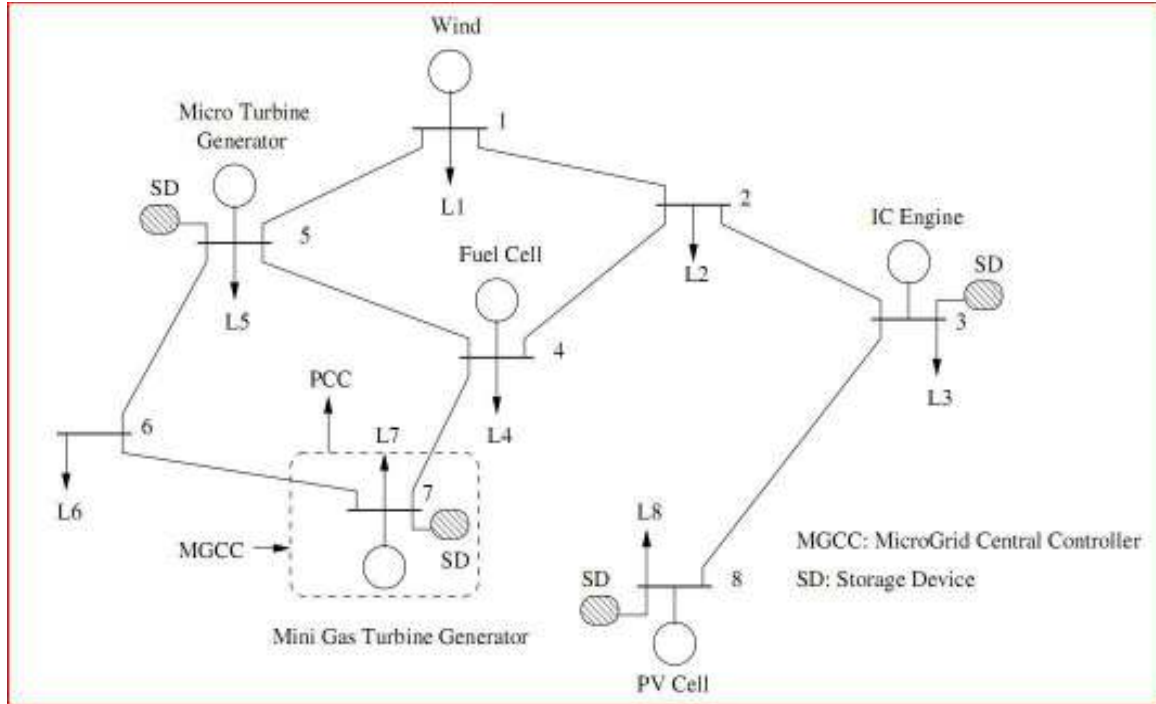 Wind
1
Micro Turbine
Generator
L1
SD
5
2
IC Engine
Fuel Cell
L2
SD
L5
4
3
PCC
L3
6
L7
L4
L6
7
L8
MGCC
SD
MGCC: MicroGrid Central Controller
SD
8
SD: Storage Device
Mini Gas Turbine Generator
PV Cell